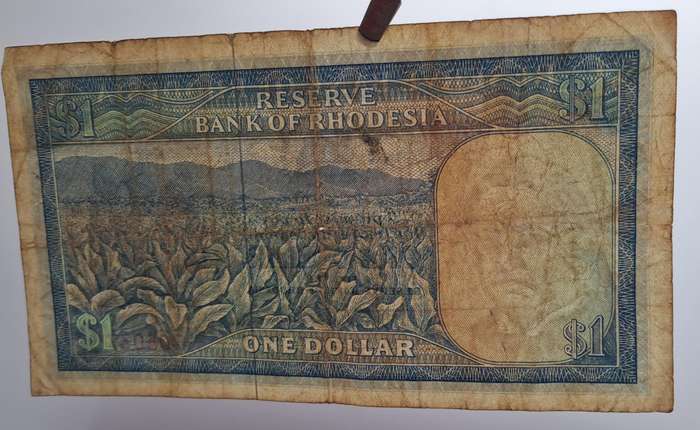 $1 RESERVE $1
BANK OF RHODESIA
$1 ONE DOLLAR $1